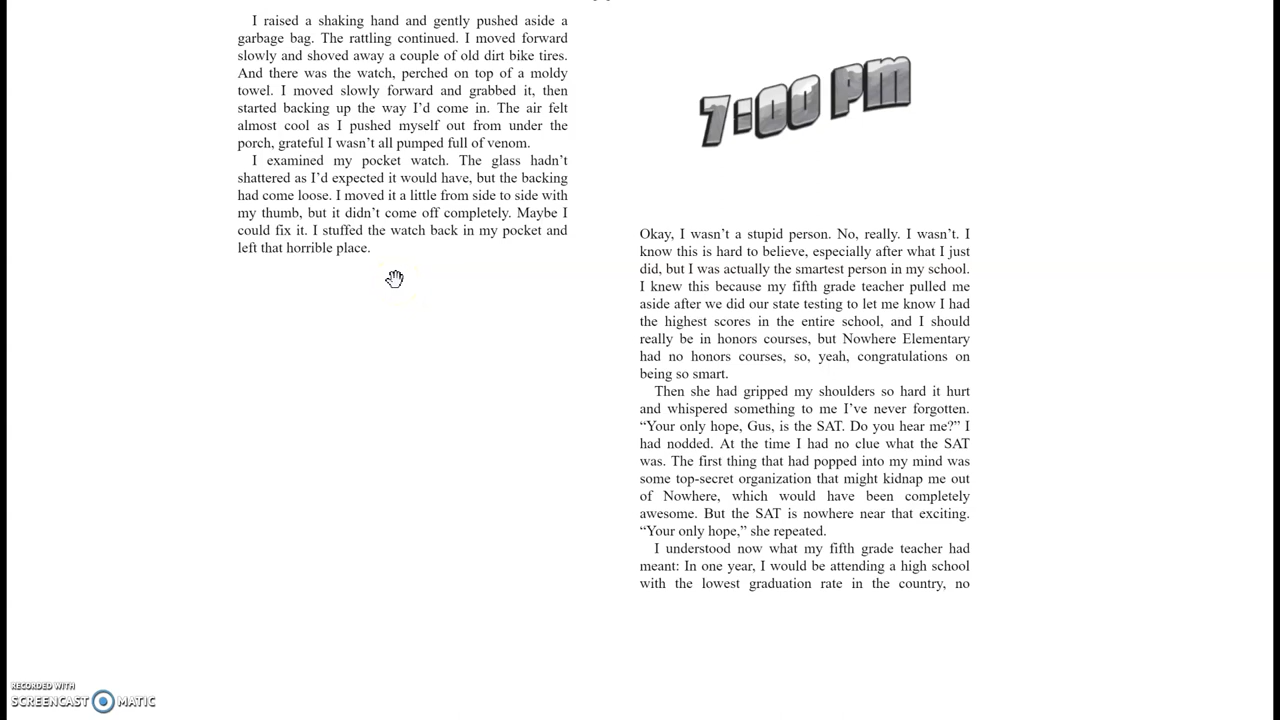 I raised a shaking hand and gently pushed aside a
garbage bag. The rattling continued. I moved forward
slowly and shoved away a couple of old dirt bike tires.
And there was the watch, perched on top of a moldy
towel. I moved slowly forward and grabbed it, then
started backing up the way I’d come in. The air felt
almost cool as I pushed myself out from under the
porch, grateful I wasn’t all pumped full of venom.
I examined my pocket watch. The glass hadn’t
shattered as I’d expected it would have, but the backing
had come loose. I moved it a little from side to side with
my thumb, but it didn’t come off completely. Maybe I
could fix it. I stuffed the watch back in my pocket and
left that horrible place.
7:00 PM
Okay, I wasn’t a stupid person. No, really. I wasn’t. I
know this is hard to believe, especially after what I just
did, but I was actually the smartest person in my school.
I knew this because my fifth grade teacher pulled me
aside after we did our state testing to let me know I had
the highest scores in the entire school, and I should
really be in honors courses, but Nowhere Elementary
had no honors courses, so, yeah, congratulations on
being so smart.
Then she had gripped my shoulders so hard it hurt
and whispered something to me I’ve never forgotten.
“Your only hope, Gus, is the SAT. Do you hear me?” I
had nodded. At the time I had no clue what the SAT
was. The first thing that had popped into my mind was
some top-secret organization that might kidnap me out
of Nowhere, which would have been completely
awesome. But the SAT is nowhere near that exciting.
“Your only hope,” she repeated.
I understood now what my fifth grade teacher had
meant: In one year, I would be attending a high school
with the lowest graduation rate in the country, no
RECORDED WITH
SCREENCAST MATIC